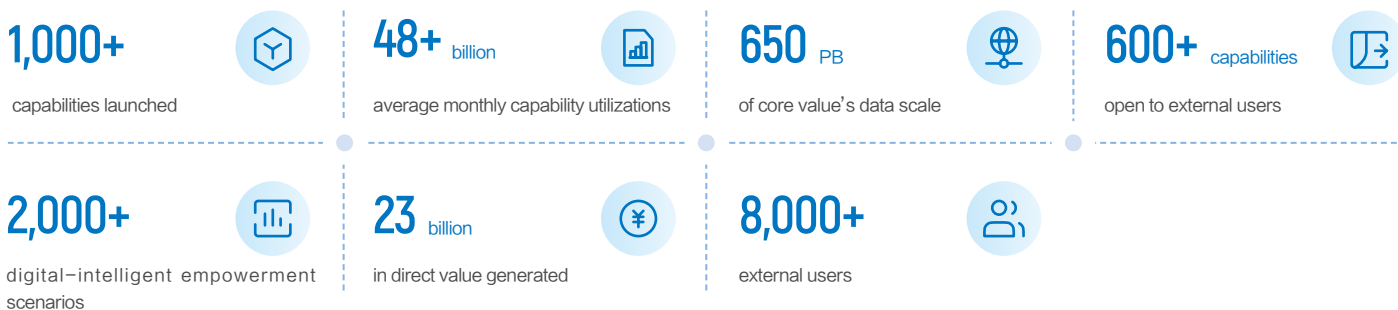 1,000+
capabilities launched
48+ billion
average monthly capability utilizations
650 PB
of core value's data scale
600+ capabilities
open to external users
2,000+
digital-intelligent empowerment
scenarios
23 billion
in direct value generated
8,000+
external users